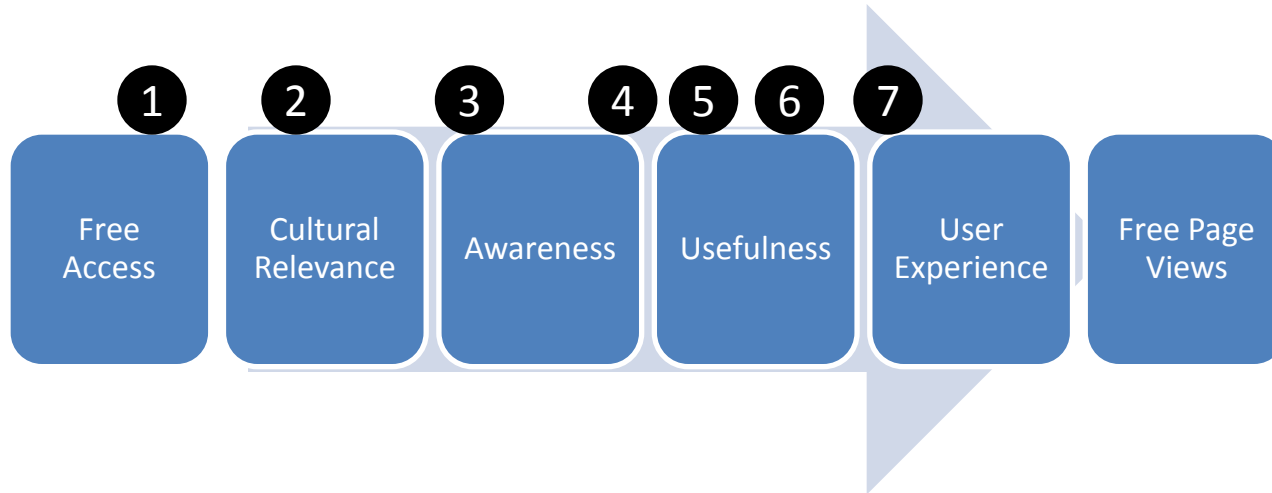 1 2 3 4 5 6 7
Free
Access
Cultural
Relevance
Awareness
Usefulness
User
Experience
Free Page
Views